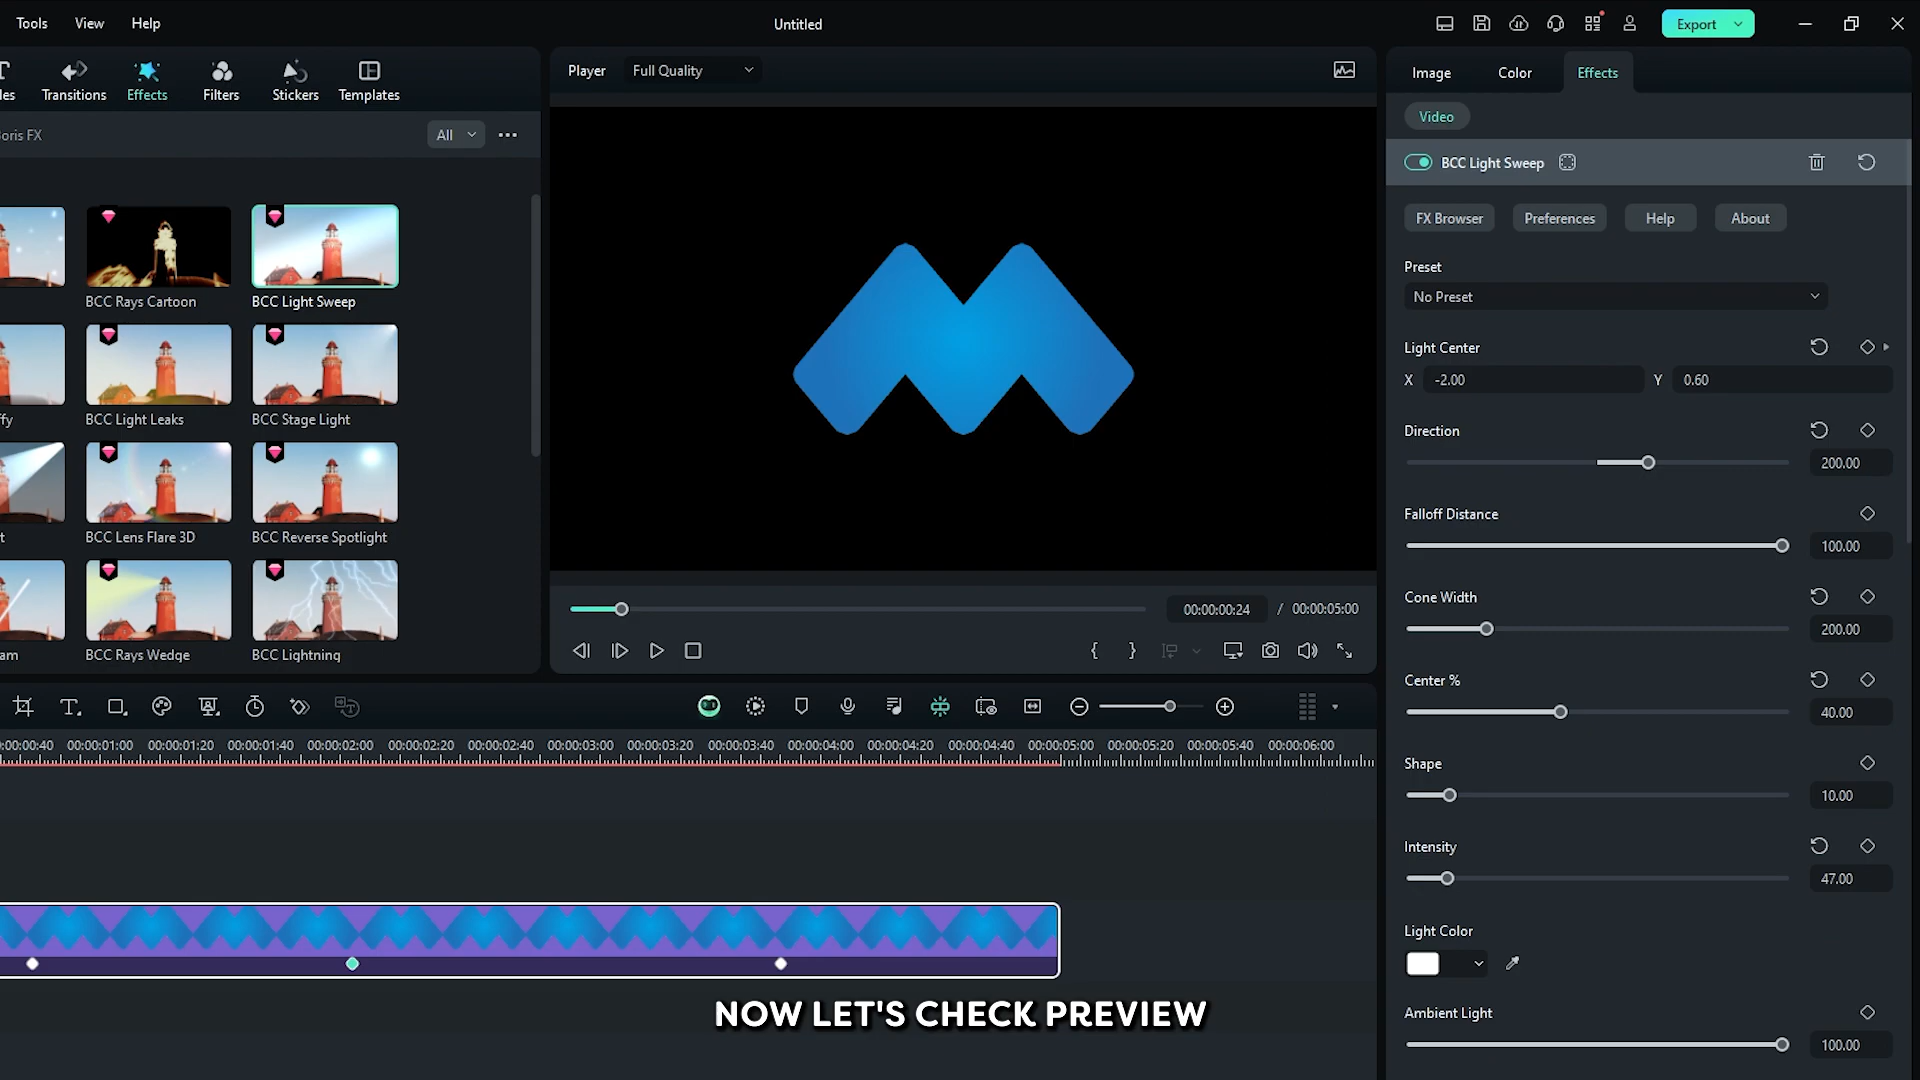 Tools View Help
Untitled
Export
les Transitions Effects Filters Stickers Templates
Player Full Quality
Image Color Effects
oris FX
All
Video
BCC Light Sweep
BCC Rays Cartoon
BCC Light Sweep
FX Browser Preferences Help About
Preset
No Preset
Light Center
X -2.00 Y 0.60
ffy
BCC Light Leaks
BCC Stage Light
Direction
200.00
t
BCC Lens Flare 3D
BCC Reverse Spotlight
Falloff Distance
100.00
am
BCC Rays Wedge
BCC Lightning
00:00:00:24 / 00:00:05:00
Cone Width
200.00
Center %
40.00
:00:00:40 00:00:01:00 00:00:01:20 00:00:01:40 00:00:02:00 00:00:02:20 00:00:02:40 00:00:03:00 00:00:03:20 00:00:03:40 00:00:04:00 00:00:04:20 00:00:04:40 00:00:05:00 00:00:05:20 00:00:05:40 00:00:06:00
Shape
10.00
Intensity
47.00
Light Color
Ambient Light
100.00
NOW LET'S CHECK PREVIEW